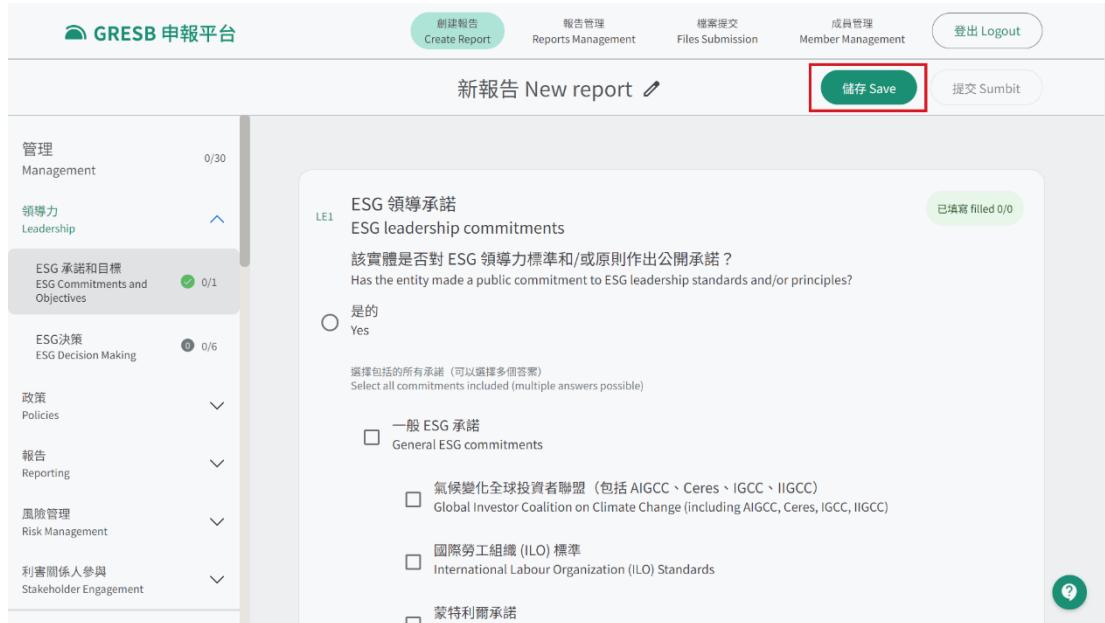 GRESB 申報平台
創建報告
Create Report
報告管理
Reports Management
檔案提交
Files Submission
成員管理
Member Management
登出 Logout
新報告 New report
儲存 Save
提交 Sumbit
管理
Management
0/30
領導力
Leadership
ESG 承諾和目標
ESG Commitments and
Objectives
0/1
ESG決策
ESG Decision Making
0 0/6
政策
Policies
報告
Reporting
風險管理
Risk Management
利害關係人參與
Stakeholder Engagement
LE1
ESG 領導承諾
ESG leadership commitments
已填寫 filled 0/0
該實體是否對 ESG 領導力標準和/或原則作出公開承諾？
Has the entity made a public commitment to ESG leadership standards and/or principles?
是的
Yes
選擇包括的所有承諾（可以選擇多個答案）
Select all commitments included (multiple answers possible)
一般 ESG 承諾
General ESG commitments
氣候變化全球投資者聯盟（包括 AIGCC、Ceres、IGCC、IIGCC）
Global Investor Coalition on Climate Change (including AIGCC, Ceres, IGCC, IIGCC)
國際勞工組織 (ILO) 標準
International Labour Organization (ILO) Standards
蒙特利爾承諾